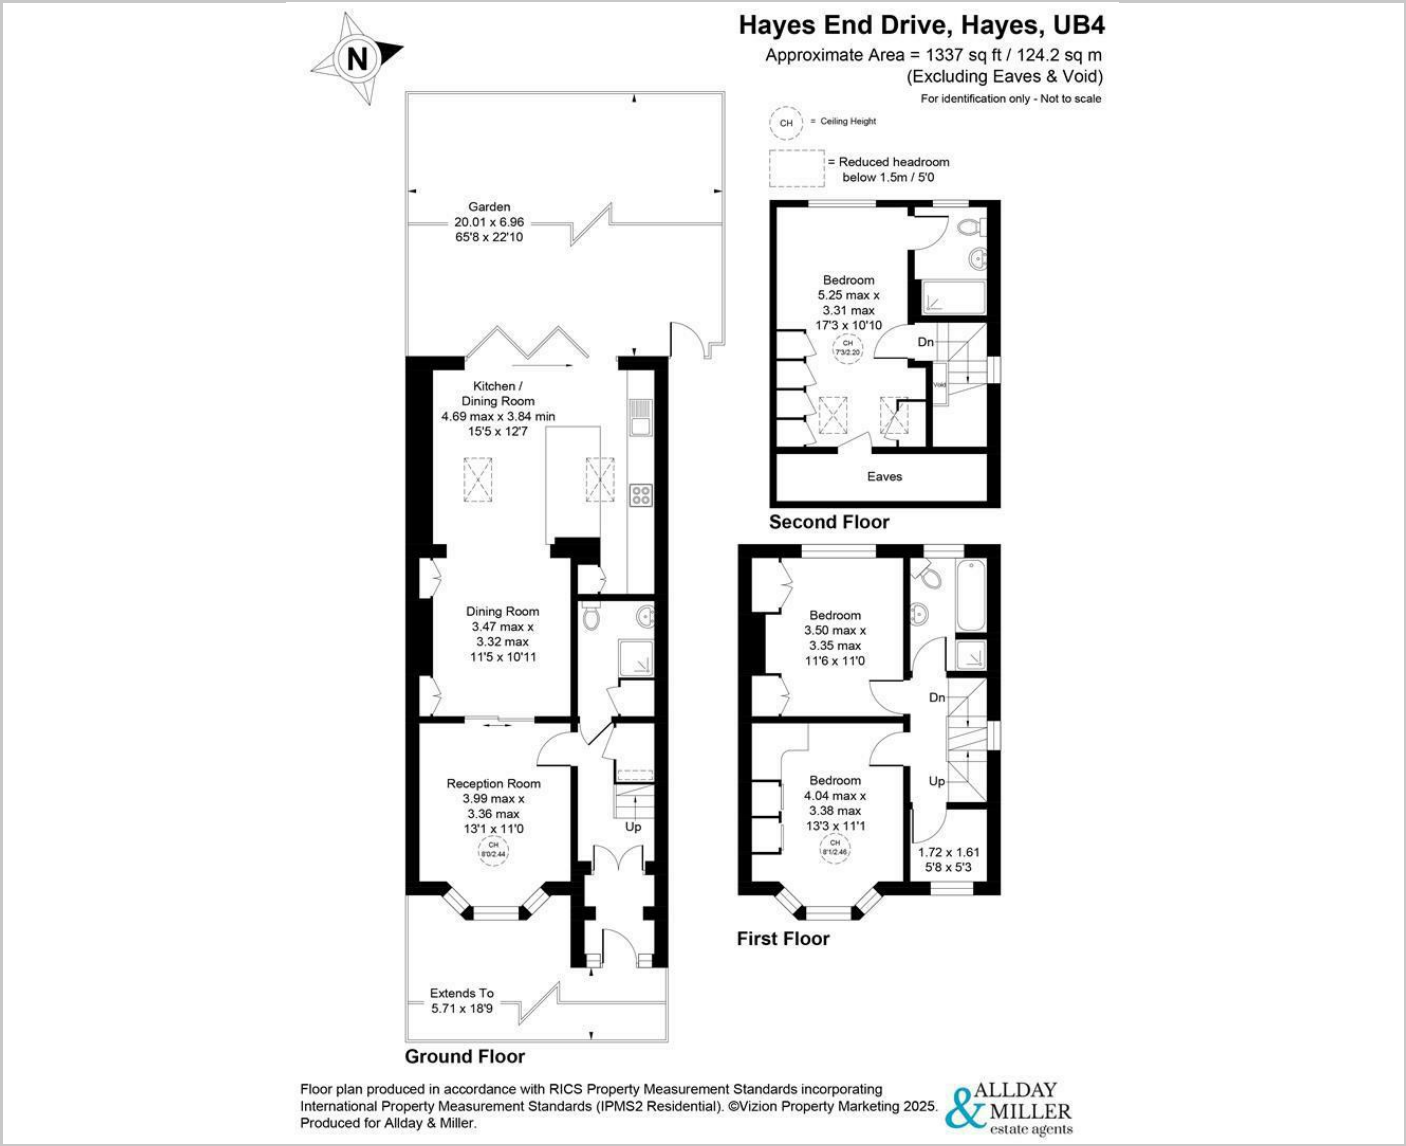 N
Hayes End Drive, Hayes, UB4
Approximate Area = 1337 sq ft / 124.2 sq m
(Excluding Eaves & Void)
For identification only - Not to scale
CH = Ceiling Height
= Reduced headroom
below 1.5m / 5'0
Garden
20.01 x 6.96
65'8 x 22'10
Kitchen /
Dining Room
4.69 max x 3.84 min
15'5 x 12'7
Dining Room
3.47 max x
3.32 max
11'5 x 10'11
Reception Room
3.99 max x
3.36 max
13'1 x 11'0
CH
8'0/2.44
Up
Extends To
5.71 x 18'9
Ground Floor
Bedroom
5.25 max x
3.31 max
17'3 x 10'10
CH
7'3/2.20
Dn
Void
Eaves
Second Floor
Bedroom
3.50 max x
3.35 max
11'6 x 11'0
Dn
Up
Bedroom
4.04 max x
3.38 max
13'3 x 11'1
CH
8'1/2.46
1.72 x 1.61
5'8 x 5'3
First Floor
Floor plan produced in accordance with RICS Property Measurement Standards incorporating
International Property Measurement Standards (IPMS2 Residential). ©Vizion Property Marketing 2025.
Produced for Allday & Miller.
ALLDAY
& MILLER
estate agents